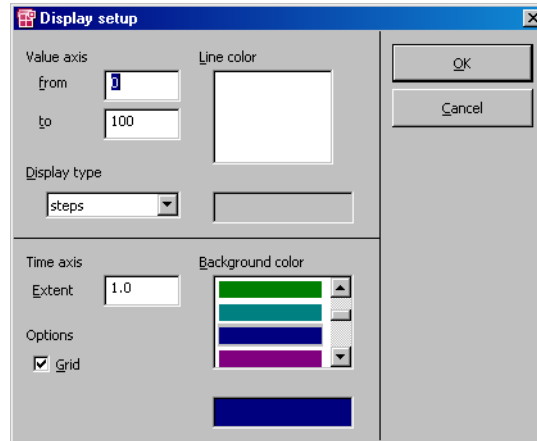 Display setup
Value axis
from
0
to
100
Line color
OK
Cancel
Display type
steps
Time axis
Extent
1.0
Background color
Options
Grid